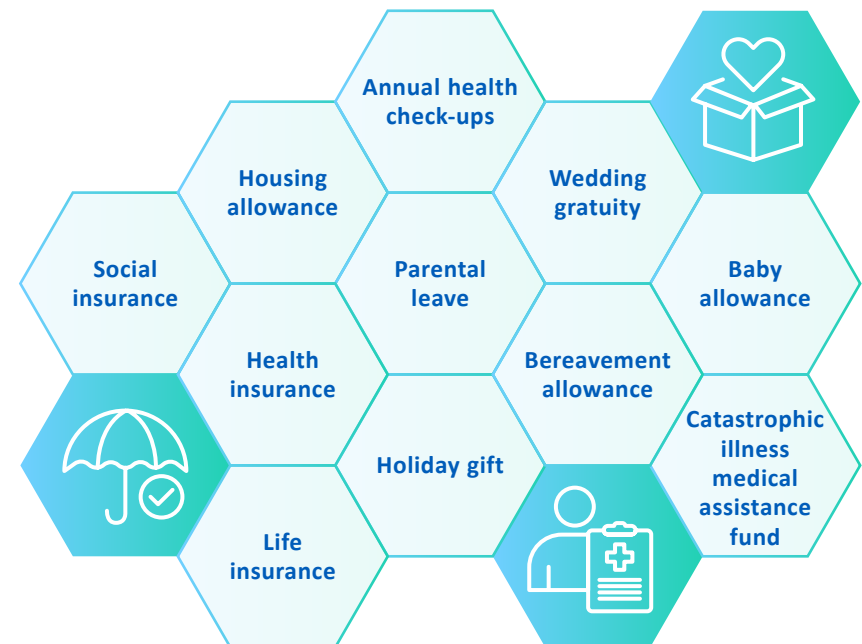 Annual health
check-ups
Housing
allowance
Wedding
gratuity
Social
insurance
Parental
leave
Baby
allowance
Health
insurance
Bereavement
allowance
Holiday gift
Catastrophic
illness
medical
assistance
fund
Life
insurance